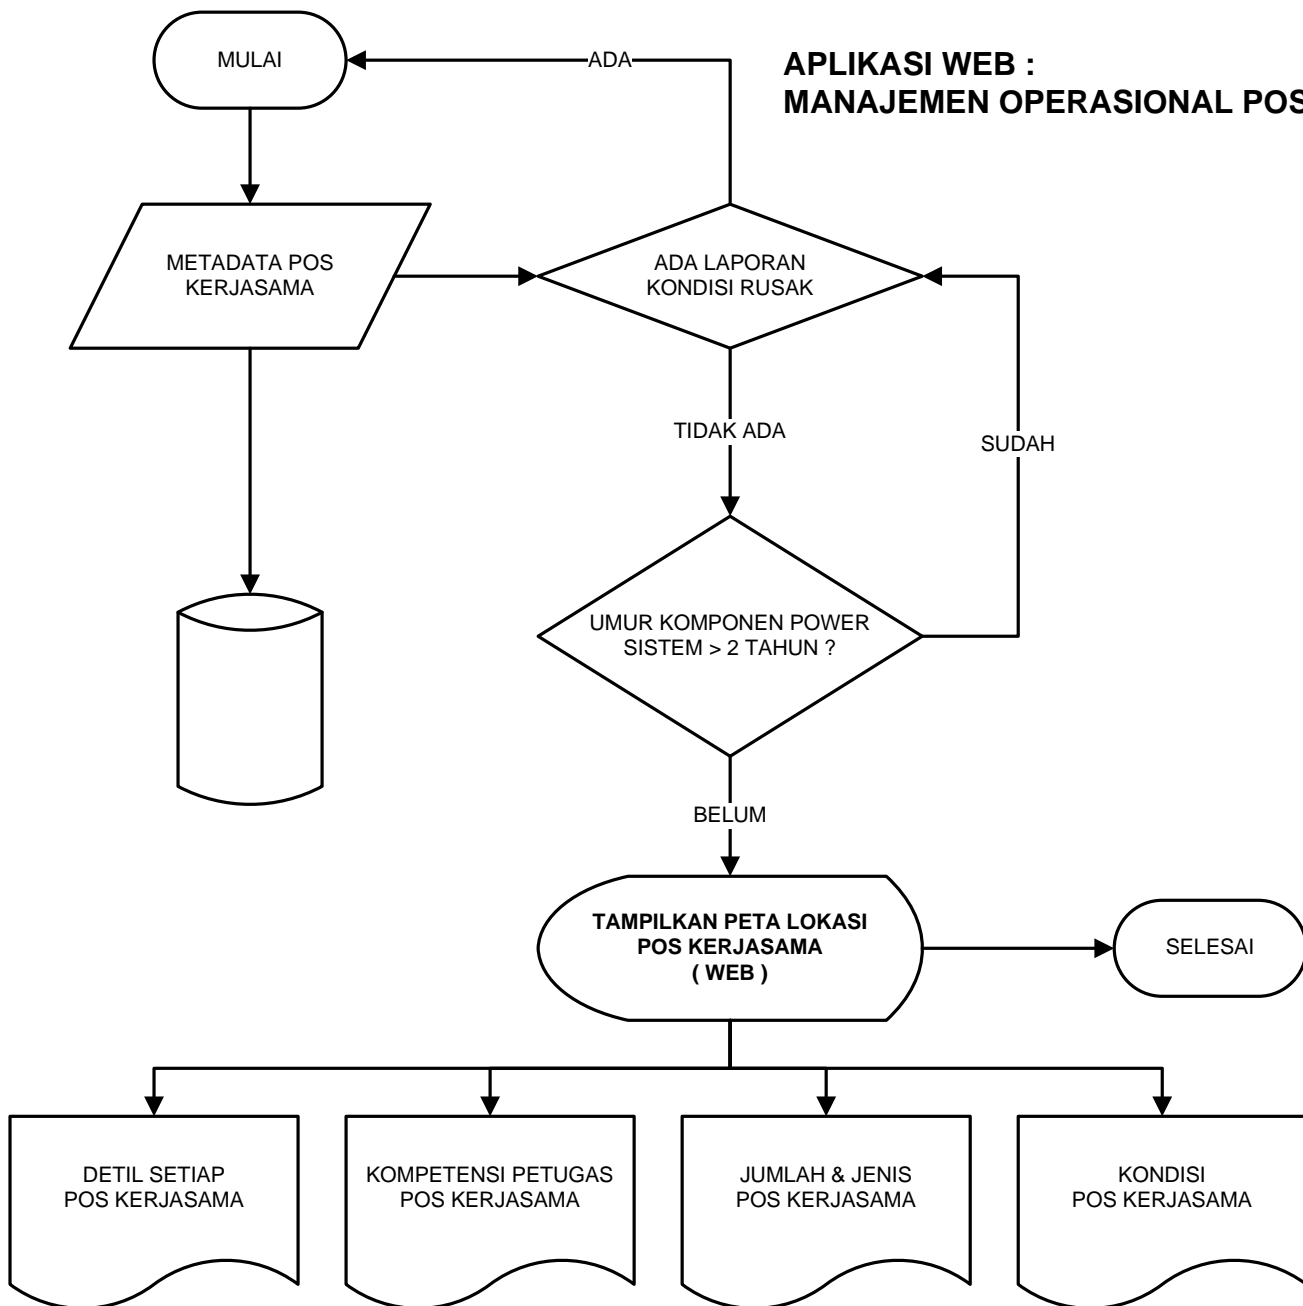 APLIKASI WEB :
MANAJEMEN OPERASIONAL POS
MULAI
ADA
METADATA POS
KERJASAMA
ADA LAPORAN
KONDISI RUSAK
TIDAK ADA
SUDAH
UMUR KOMPONEN POWER
SISTEM > 2 TAHUN ?
BELUM
TAMPILKAN PETA LOKASI
POS KERJASAMA
( WEB )
SELESAI
DETIL SETIAP
POS KERJASAMA
KOMPETENSI PETUGAS
POS KERJASAMA
JUMLAH & JENIS
POS KERJASAMA
KONDISI
POS KERJASAMA